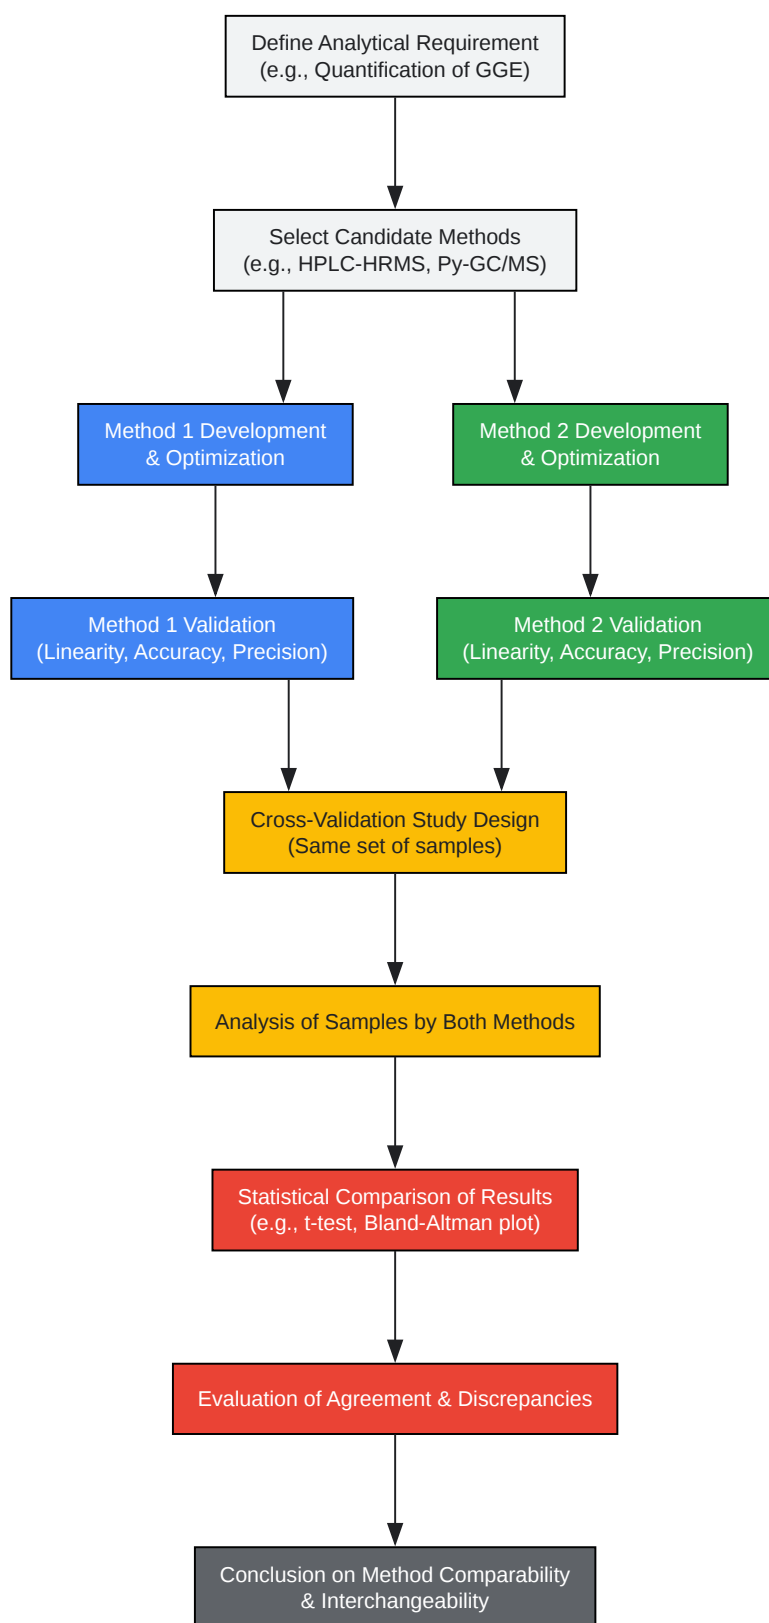 Define Analytical Requirement
(e.g., Quantification of GGE)
Select Candidate Methods
(e.g., HPLC-HRMS, Py-GC/MS)
Method 1 Development
& Optimization
Method 2 Development
& Optimization
Method 1 Validation
(Linearity, Accuracy, Precision)
Method 2 Validation
(Linearity, Accuracy, Precision)
Cross-Validation Study Design
(Same set of samples)
Analysis of Samples by Both Methods
Statistical Comparison of Results
(e.g., t-test, Bland-Altman plot)
Evaluation of Agreement & Discrepancies
Conclusion on Method Comparability
& Interchangeability